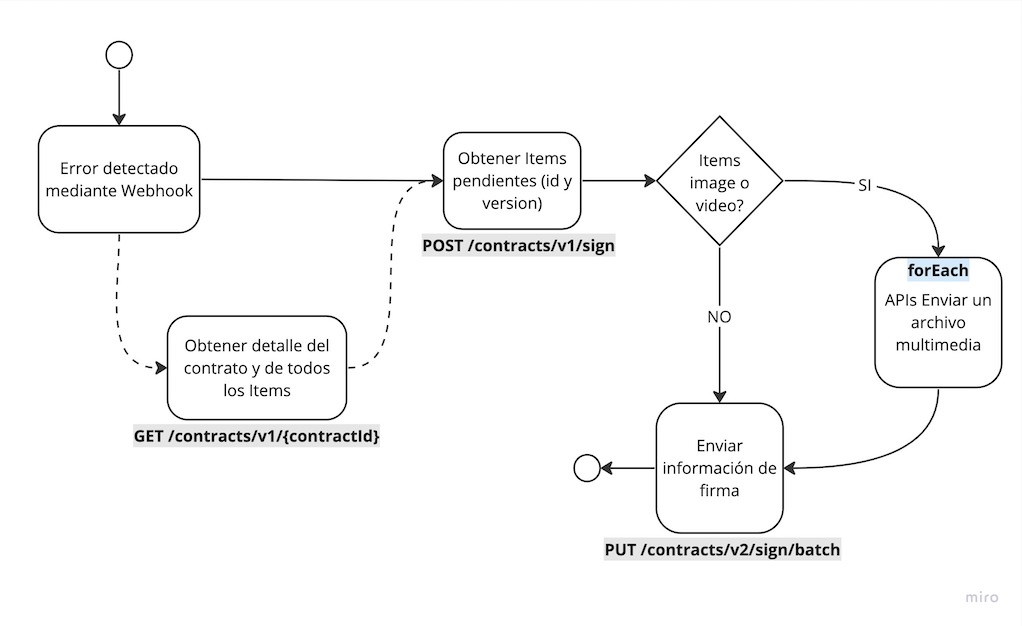 Error detectado
mediante Webhook
Obtener detalle del
contrato y de todos
los Items
GET /contracts/v1/{contractId}
Obtener Items
pendientes (id y
version)
POST /contracts/v1/sign
Items
image o
video?
SI
forEach
APIs Enviar un
archivo
multimedia
NO
Enviar
información de
firma
PUT /contracts/v2/sign/batch
miro